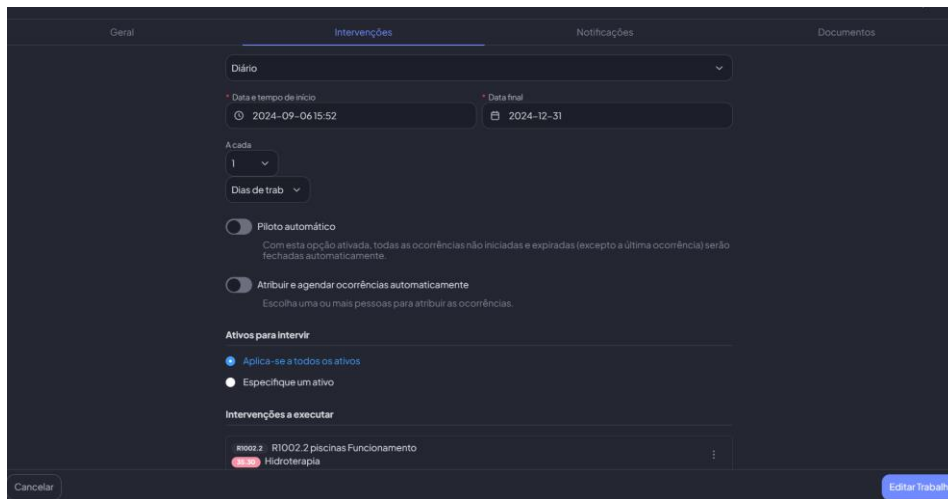 Geral Intervenções Notificações Documentos
Diário
* Data e tempo de início * Data final
2024-09-06 15:52 2024-12-31
A cada
1
Dias de trab
Piloto automático
Com esta opção ativada, todas as ocorrências não iniciadas e expiradas (excepto a última ocorrência) serão
fechadas automaticamente.
Atribuir e agendar ocorrências automaticamente
Escolha uma ou mais pessoas para atribuir as ocorrências.
Ativos para intervir
Aplica-se a todos os ativos
Especifique um ativo
Intervenções a executar
R1002.2 R1002.2 piscinas Funcionamento
Hidroterapia
Cancelar Editar Trabalh